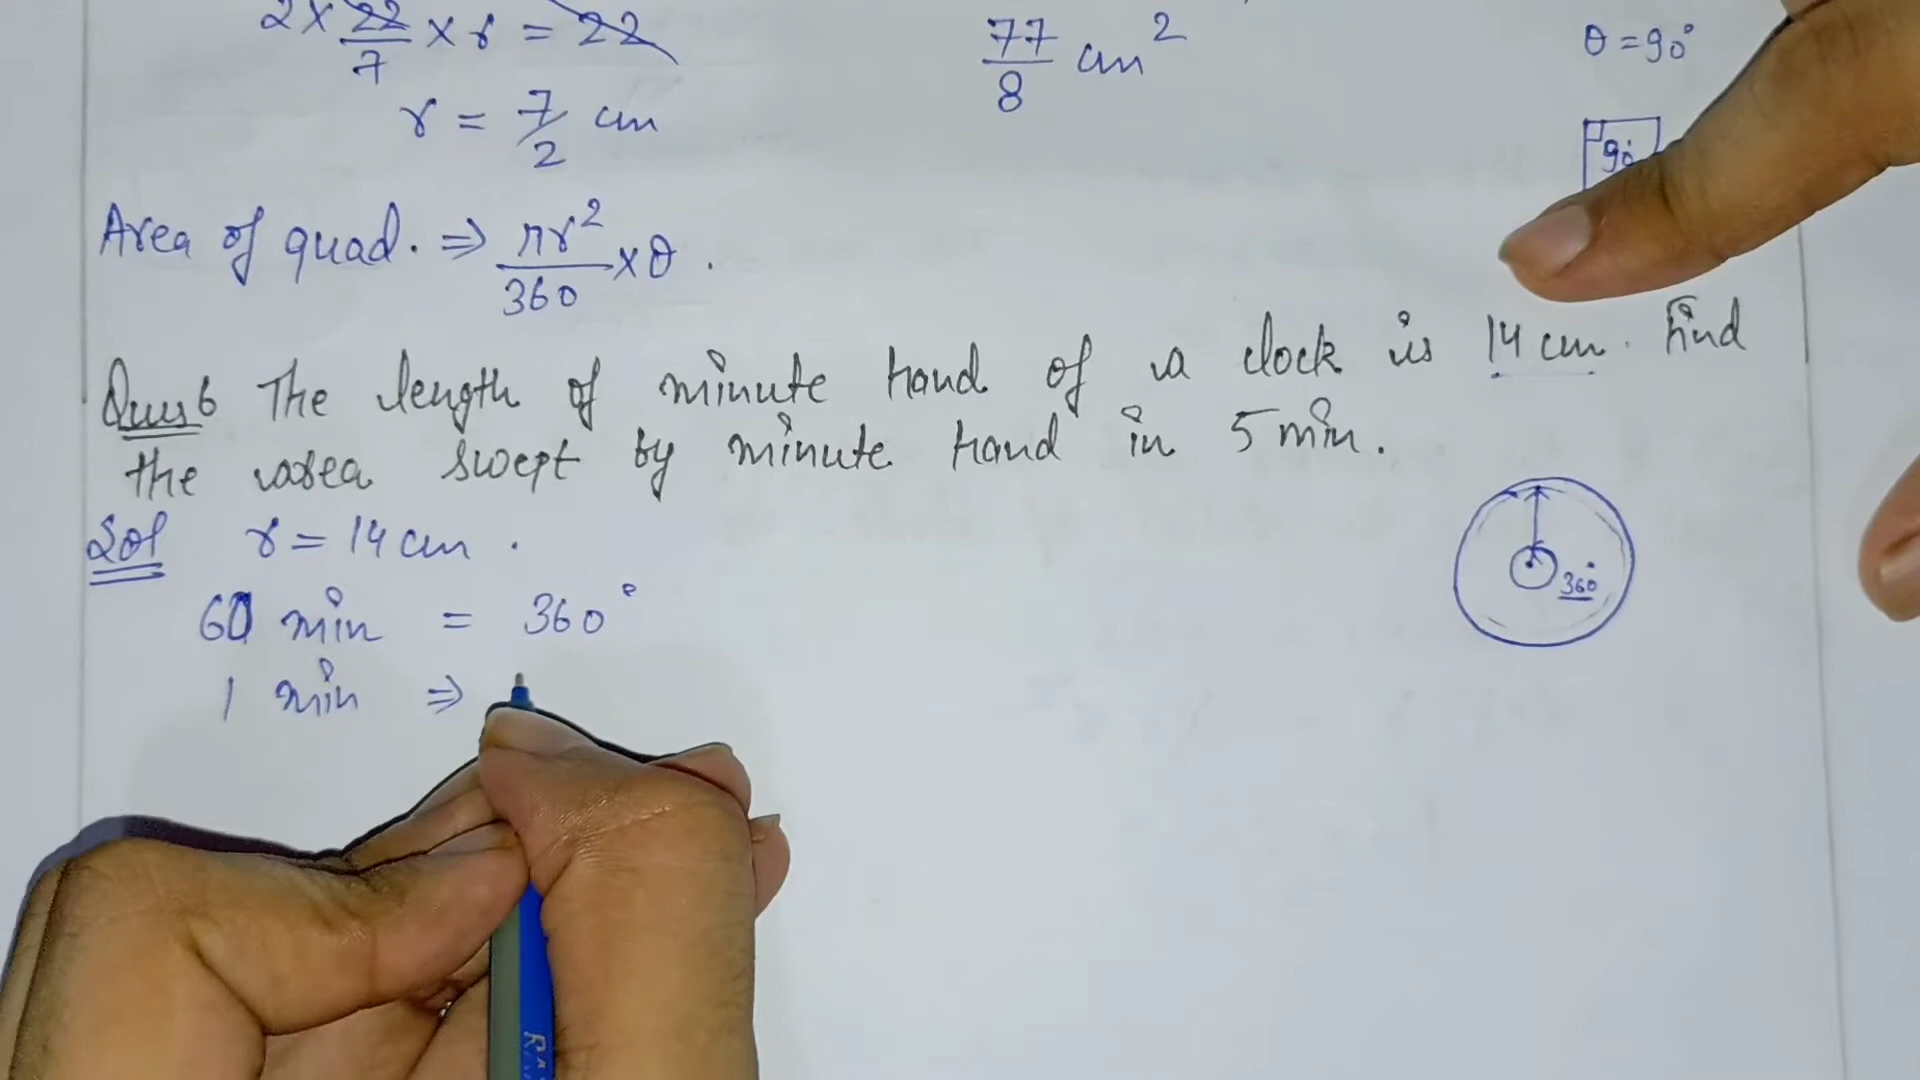 2 × 22/7 × r = 22
r = 7/2 cm
77/8 cm²
θ = 90°
90°
Area of quad. ⇒ πr²/360 × θ .
Ques 6 The length of minute hand of a clock is 14 cm. Find
the area swept by minute hand in 5 min.
Sol r = 14 cm .
60 min = 360°
1 min ⇒
360°